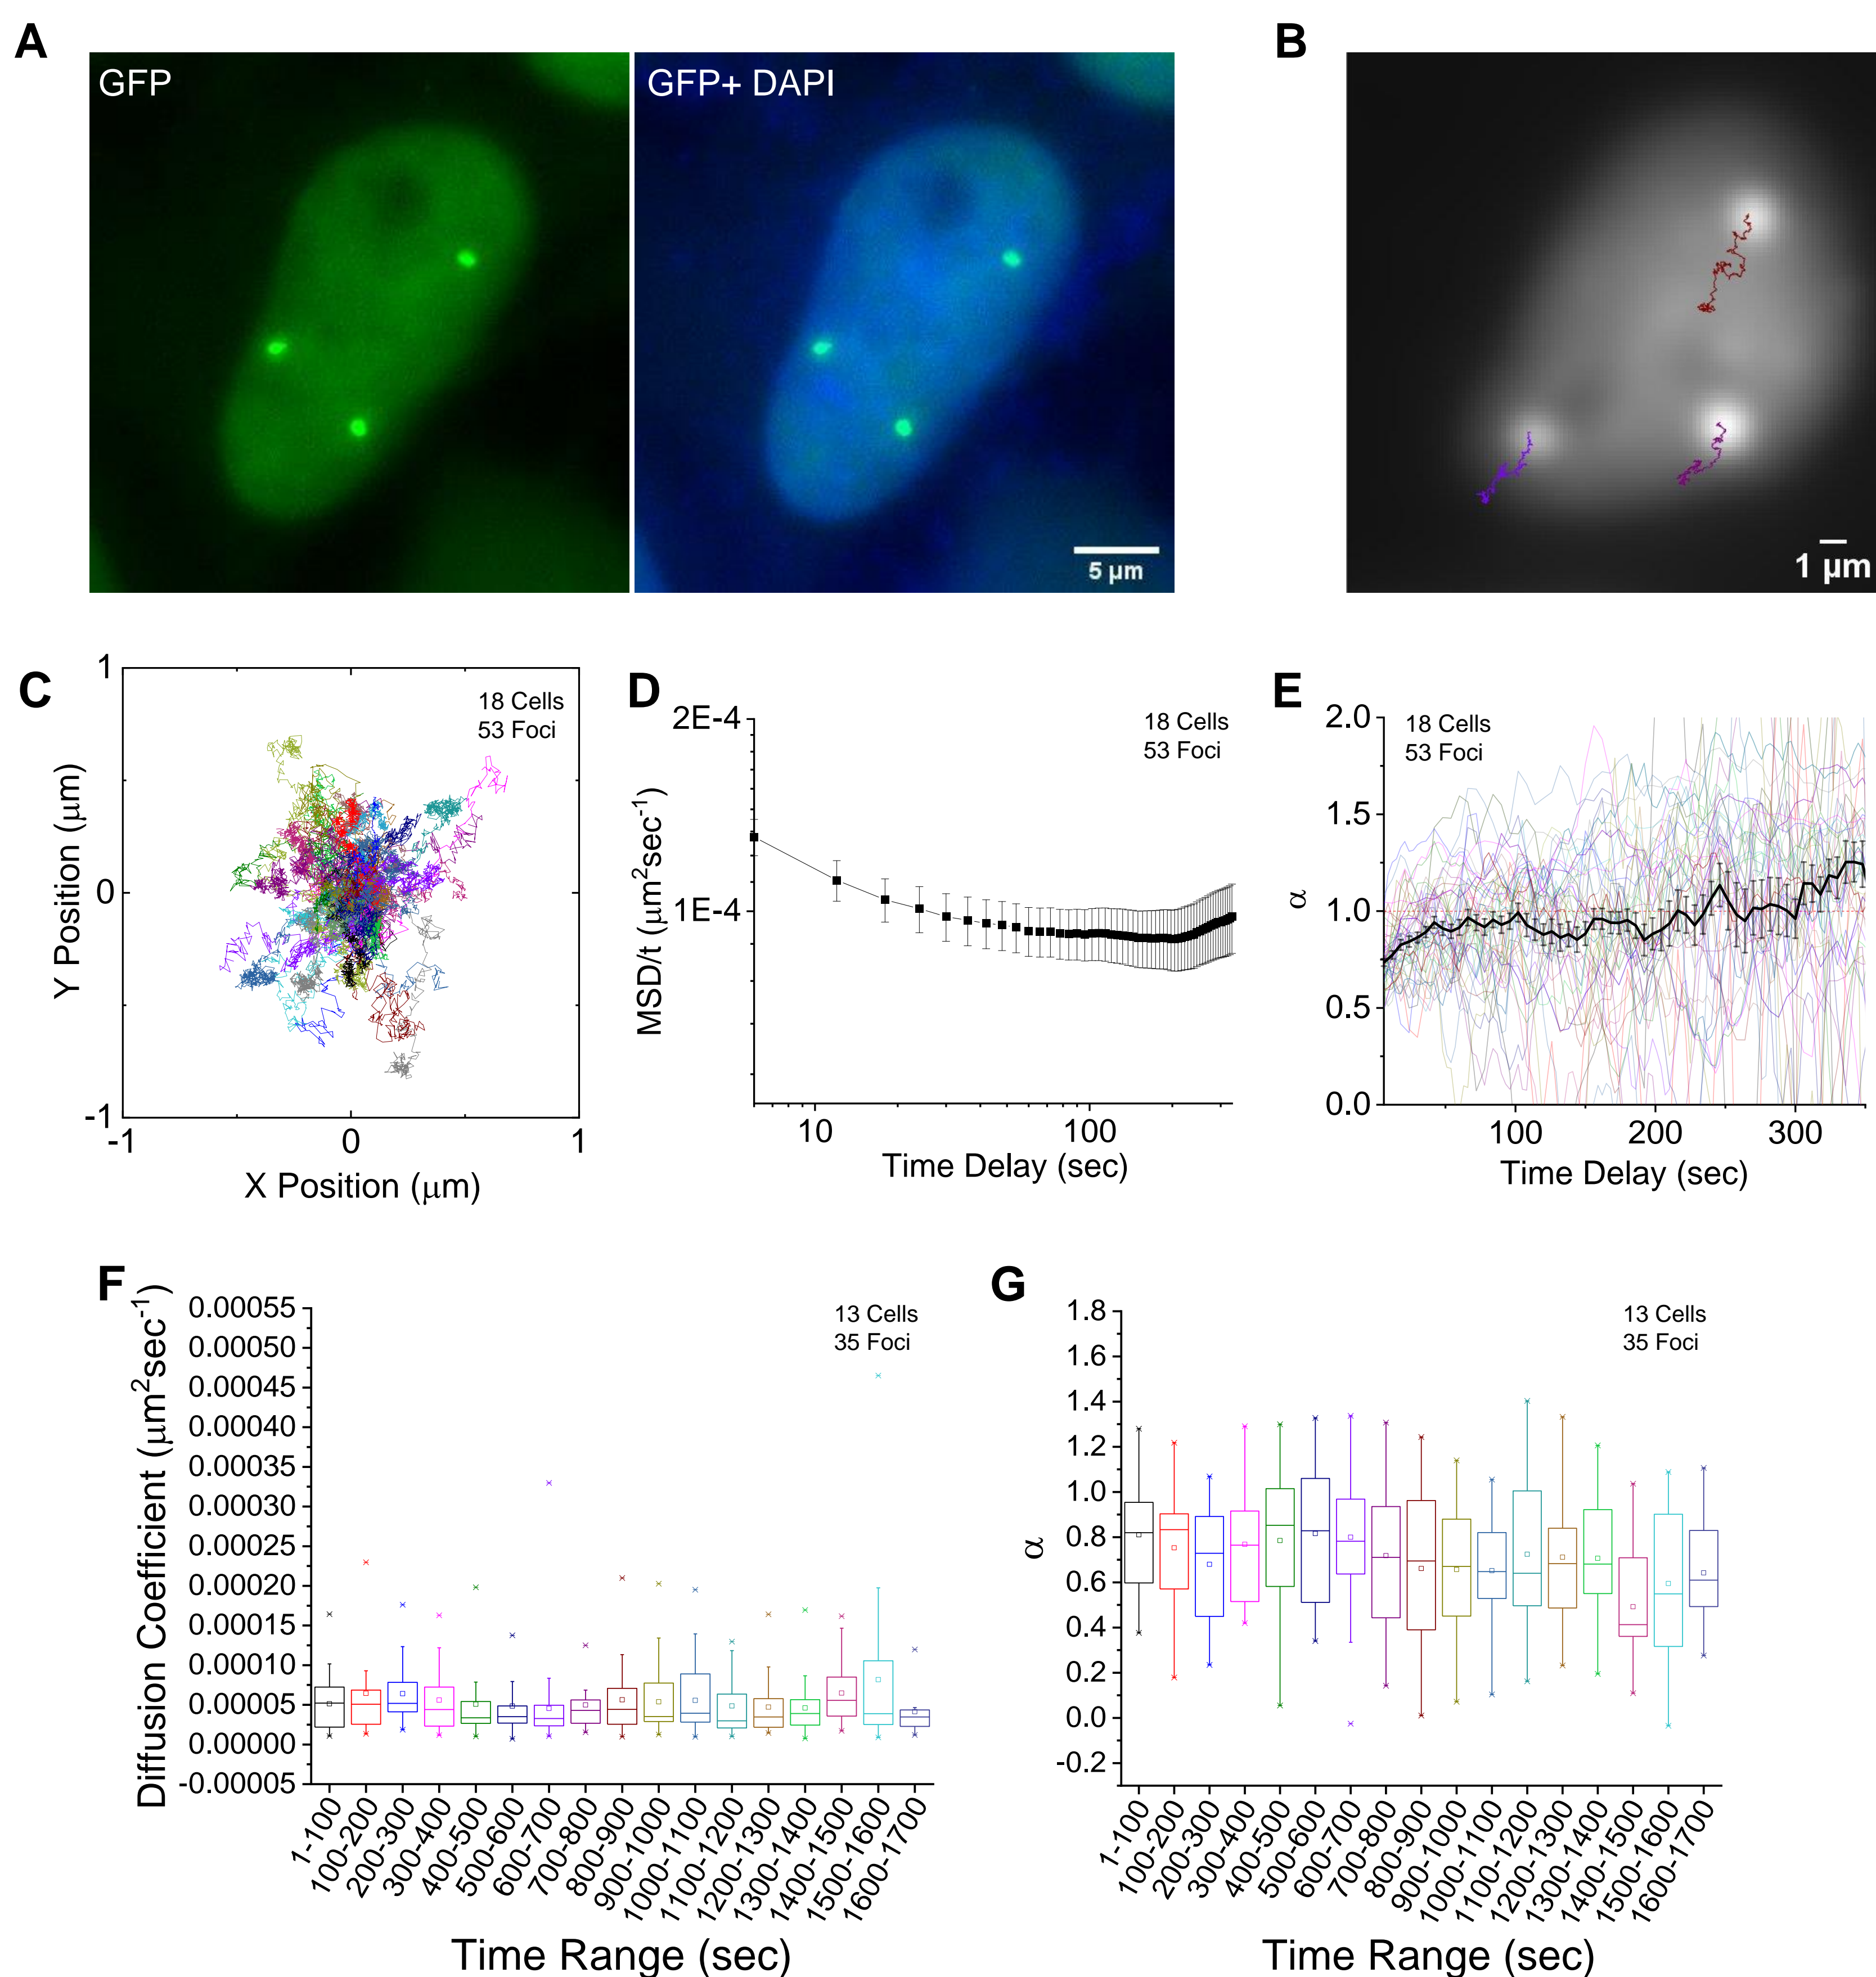 A
GFP
GFP+ DAPI
5 µm
B
1 µm
C
18 Cells
53 Foci
1
0
-1
-1
0
1
Y Position (µm)
X Position (µm)
D
18 Cells
53 Foci
2E-4
1E-4
10
100
MSD/t (µm²sec⁻¹)
Time Delay (sec)
E
18 Cells
53 Foci
2.0
1.5
1.0
0.5
0.0
100
200
300
α
Time Delay (sec)
F
13 Cells
35 Foci
0.00055
0.00050
0.00045
0.00040
0.00035
0.00030
0.00025
0.00020
0.00015
0.00010
0.00005
0.00000
-0.00005
Diffusion Coefficient (µm²sec⁻¹)
1-100
100-200
200-300
300-400
400-500
500-600
600-700
700-800
800-900
900-1000
1000-1100
1100-1200
1200-1300
1300-1400
1400-1500
1500-1600
1600-1700
Time Range (sec)
G
13 Cells
35 Foci
1.8
1.6
1.4
1.2
1.0
0.8
0.6
0.4
0.2
0.0
-0.2
α
1-100
100-200
200-300
300-400
400-500
500-600
600-700
700-800
800-900
900-1000
1000-1100
1100-1200
1200-1300
1300-1400
1400-1500
1500-1600
1600-1700
Time Range (sec)